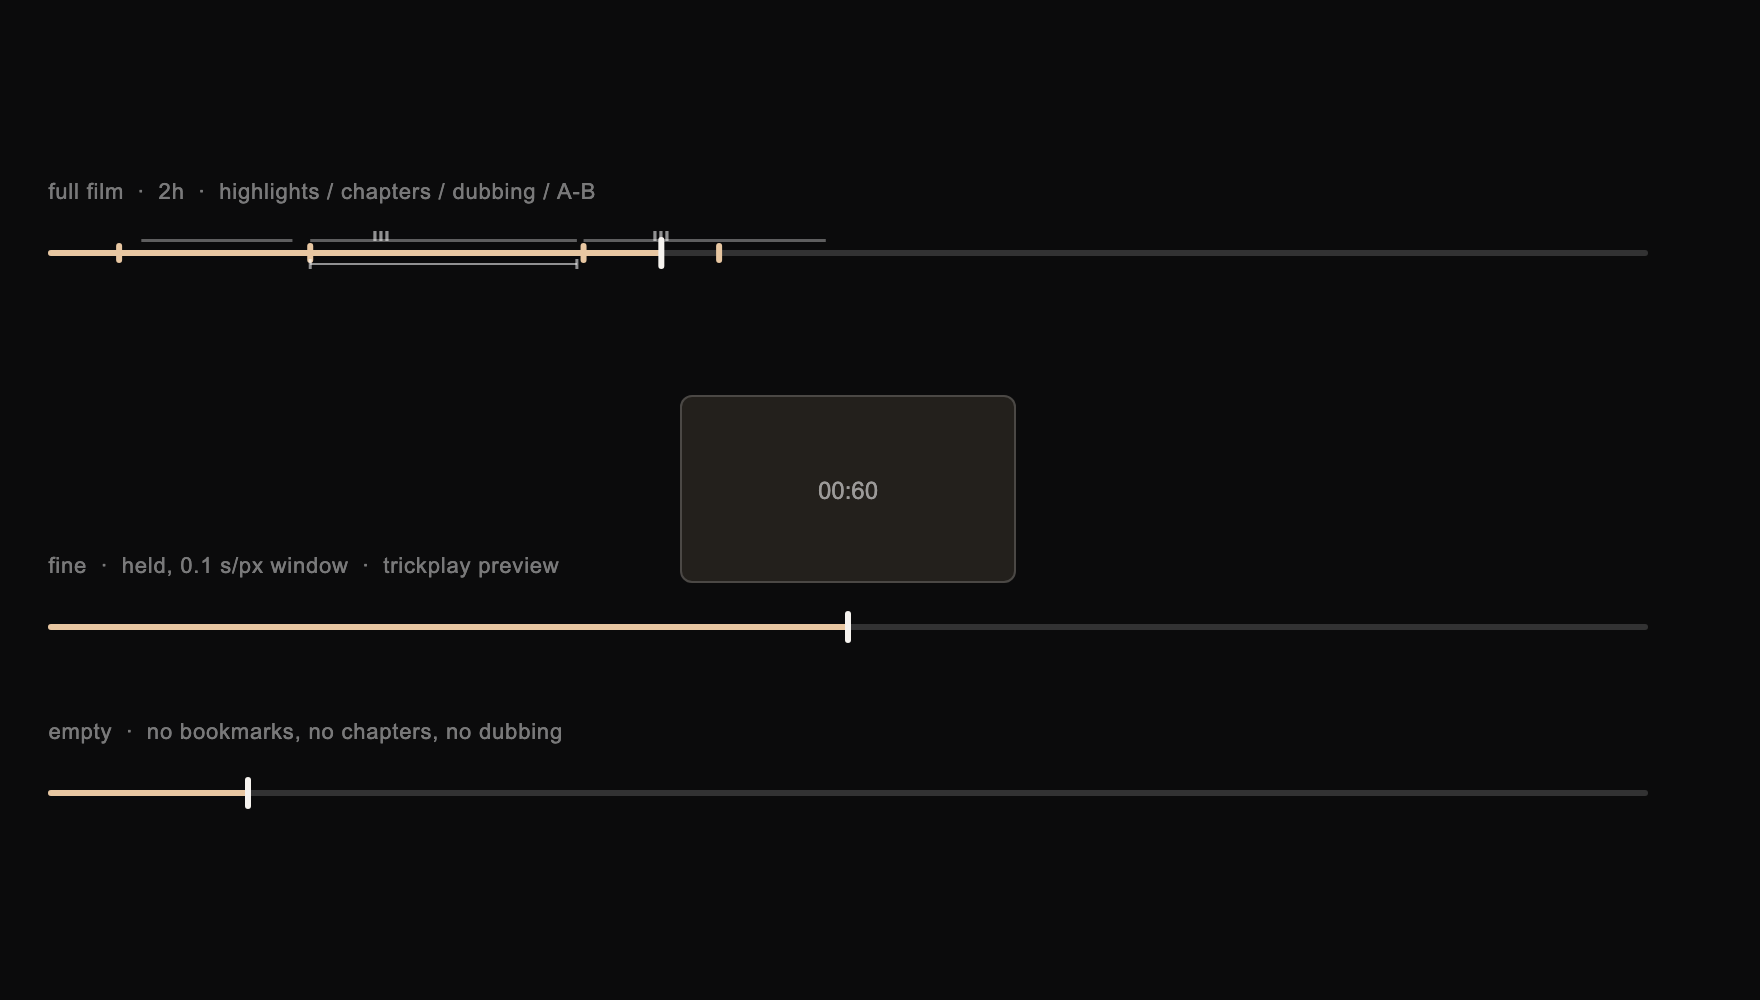 full film · 2h · highlights / chapters / dubbing / A-B
00:60
fine · held, 0.1 s/px window · trickplay preview
empty · no bookmarks, no chapters, no dubbing